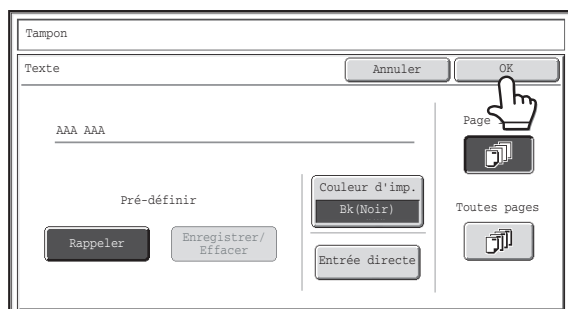 Tampon
Texte
Annuler
OK
AAA AAA
Page
Pré-définir
Couleur d'imp.
Bk(Noir)
Toutes pages
Rappeler
Enregistrer/
Effacer
Entrée directe